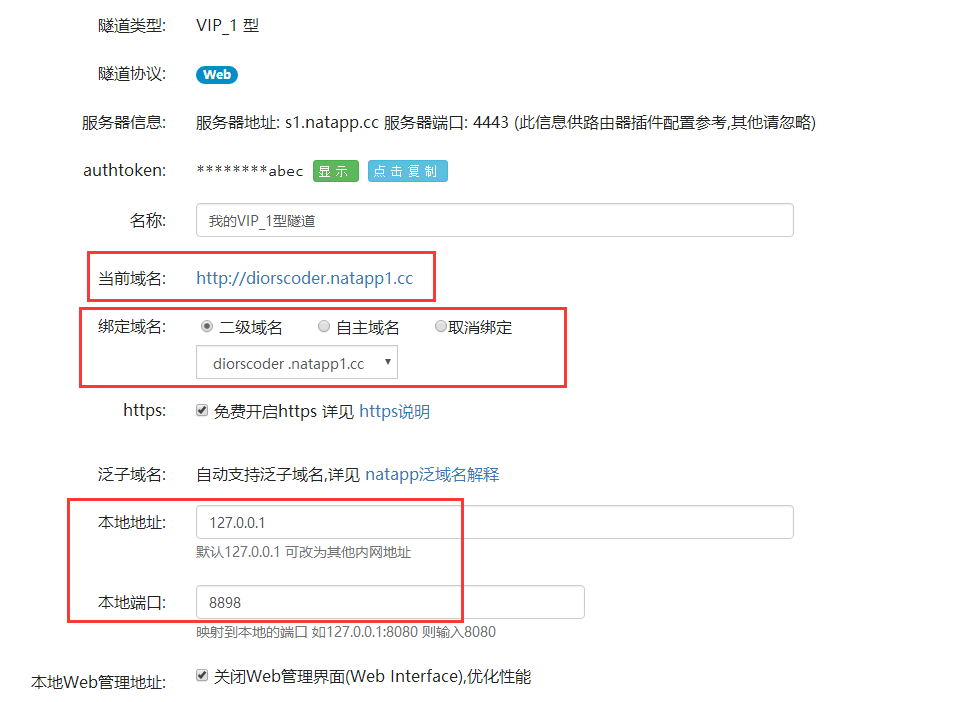 隧道类型: VIP_1 型
隧道协议: Web
服务器信息: 服务器地址: s1.natapp.cc 服务器端口: 4443 (此信息供路由器插件配置参考,其他请忽略)
authtoken: ********abec 显示 点击复制
名称: 我的VIP_1型隧道
当前域名: http://diorscoder.natapp1.cc
绑定域名: 二级域名 自主域名 取消绑定
diorscoder .natapp1.cc
https: 免费开启https 详见 https说明
泛子域名: 自动支持泛子域名,详见 natapp泛域名解释
本地地址: 127.0.0.1
默认127.0.0.1 可改为其他内网地址
本地端口: 8898
映射到本地的端口 如127.0.0.1:8080 则输入8080
本地Web管理地址: 关闭Web管理界面(Web Interface),优化性能